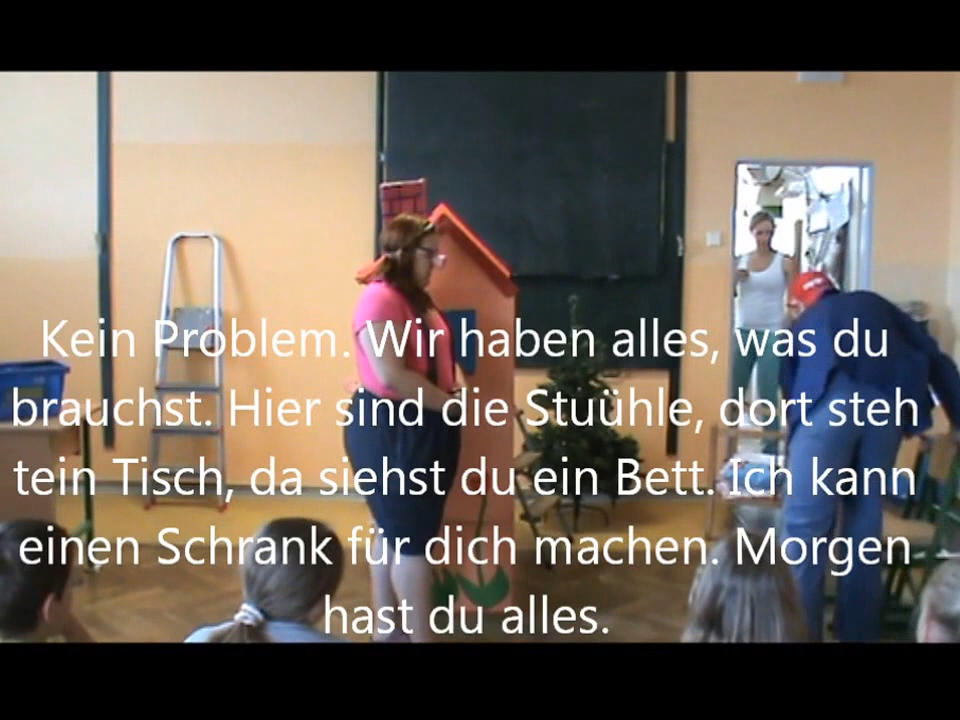 Kein Problem. Wir haben alles, was du
brauchst. Hier sind die Stuühle, dort steh
tein Tisch, da siehst du ein Bett. Ich kann
einen Schrank für dich machen. Morgen
hast du alles.